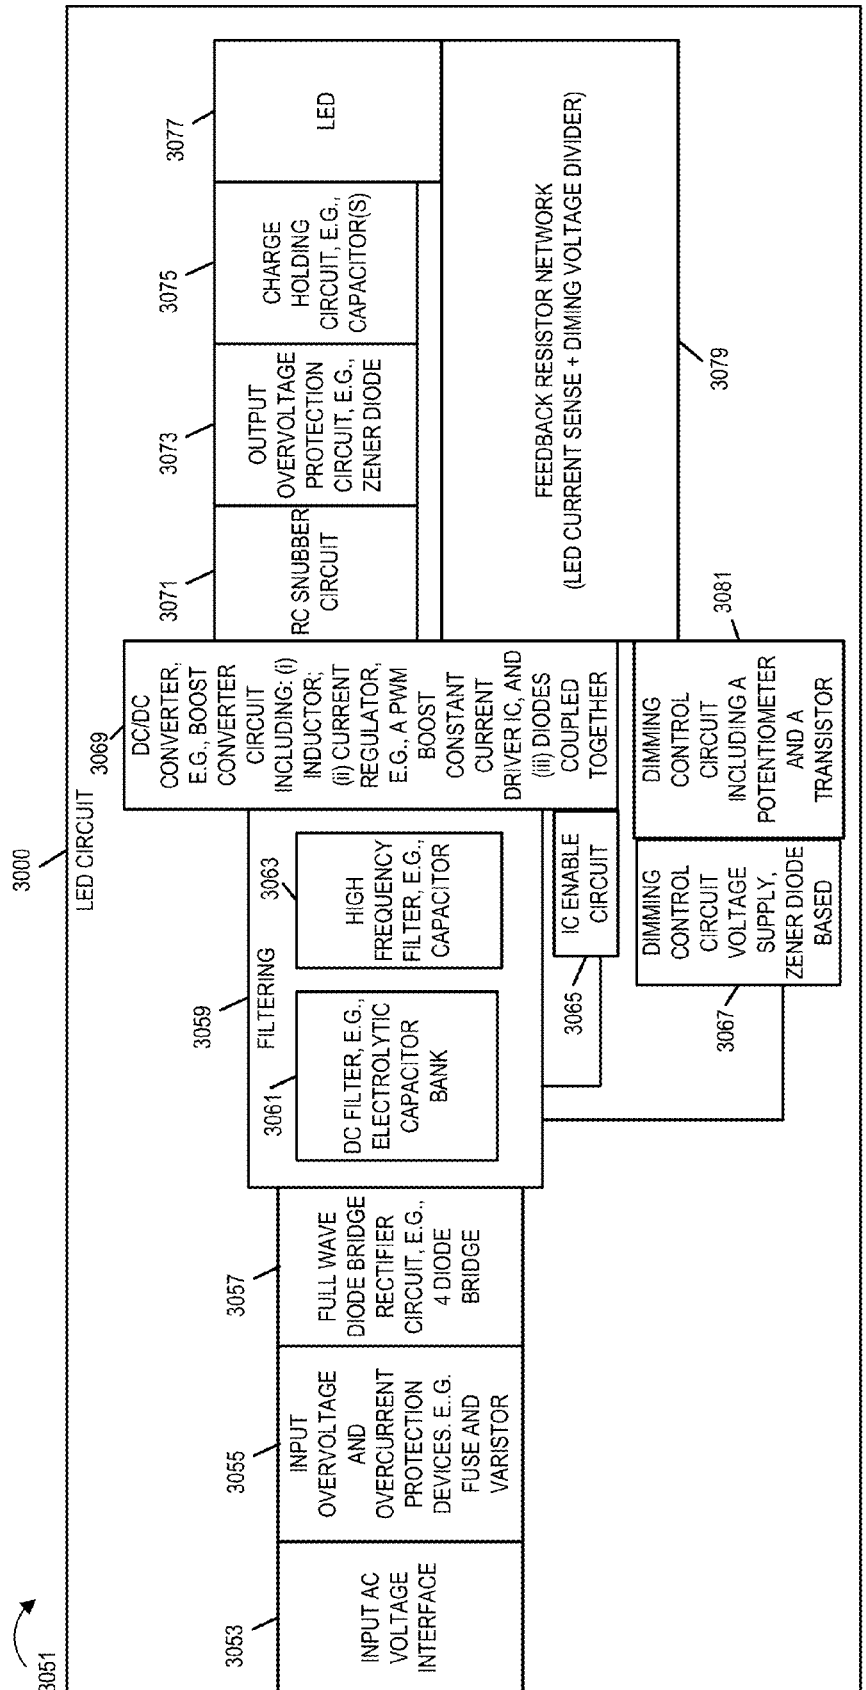 3051
3000
LED CIRCUIT
3053
INPUT AC
VOLTAGE
INTERFACE
3055
INPUT
OVERVOLTAGE
AND
OVERCURRENT
PROTECTION
DEVICES. E..G.
FUSE AND
VARISTOR
3057
FULL WAVE
DIODE BRIDGE
RECTIFIER
CIRCUIT, E.G.,
4 DIODE
BRIDGE
3059
FILTERING
3061
DC FILTER, E.G.,
ELECTROLYTIC
CAPACITOR
BANK
3063
HIGH
FREQUENCY
FILTER, E.G.,
CAPACITOR
3065
IC ENABLE
CIRCUIT
3067
DIMMING
CONTROL
CIRCUIT
VOLTAGE
SUPPLY,
ZENER DIODE
BASED
3069
DC/DC
CONVERTER,
E.G., BOOST
CONVERTER
CIRCUIT
INCLUDING: (i)
INDUCTOR;
(ii) CURRENT
REGULATOR,
E.G., A PWM
BOOST
CONSTANT
CURRENT
DRIVER IC, AND
(iii) DIODES
COUPLED
TOGETHER
3071
RC SNUBBER
CIRCUIT
3073
OUTPUT
OVERVOLTAGE
PROTECTION
CIRCUIT, E.G.,
ZENER DIODE
3075
CHARGE
HOLDING
CIRCUIT, E.G.,
CAPACITOR(S)
3077
LED
FEEDBACK RESISTOR NETWORK
(LED CURRENT SENSE + DIMING VOLTAGE DIVIDER)
3079
3081
DIMMING
CONTROL
CIRCUIT
INCLUDING A
POTENTIOMETER
AND A
TRANSISTOR